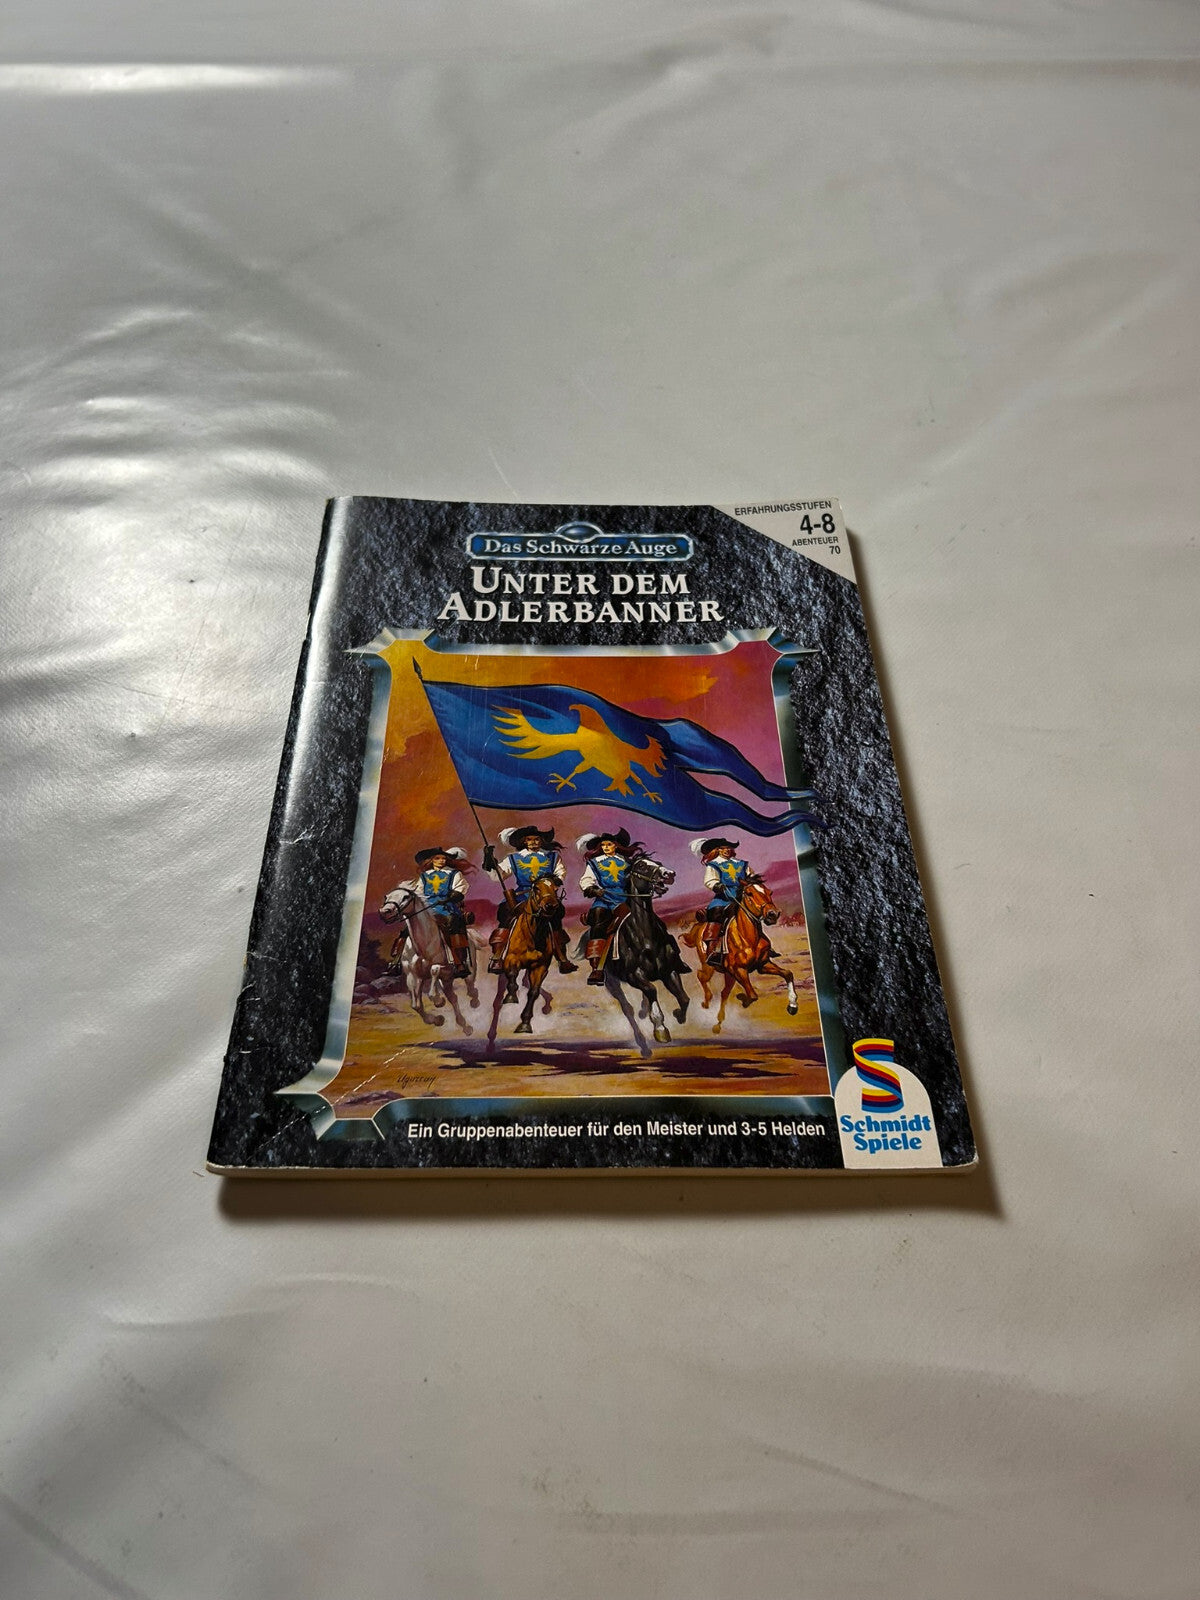 ERFAHRUNGSSTUFEN
4-8
ABENTEUER
70
Das Schwarze Auge
UNTER DEM
ADLERBANNER
Ein Gruppenabenteuer für den Meister und 3-5 Helden
Schmidt
Spiele